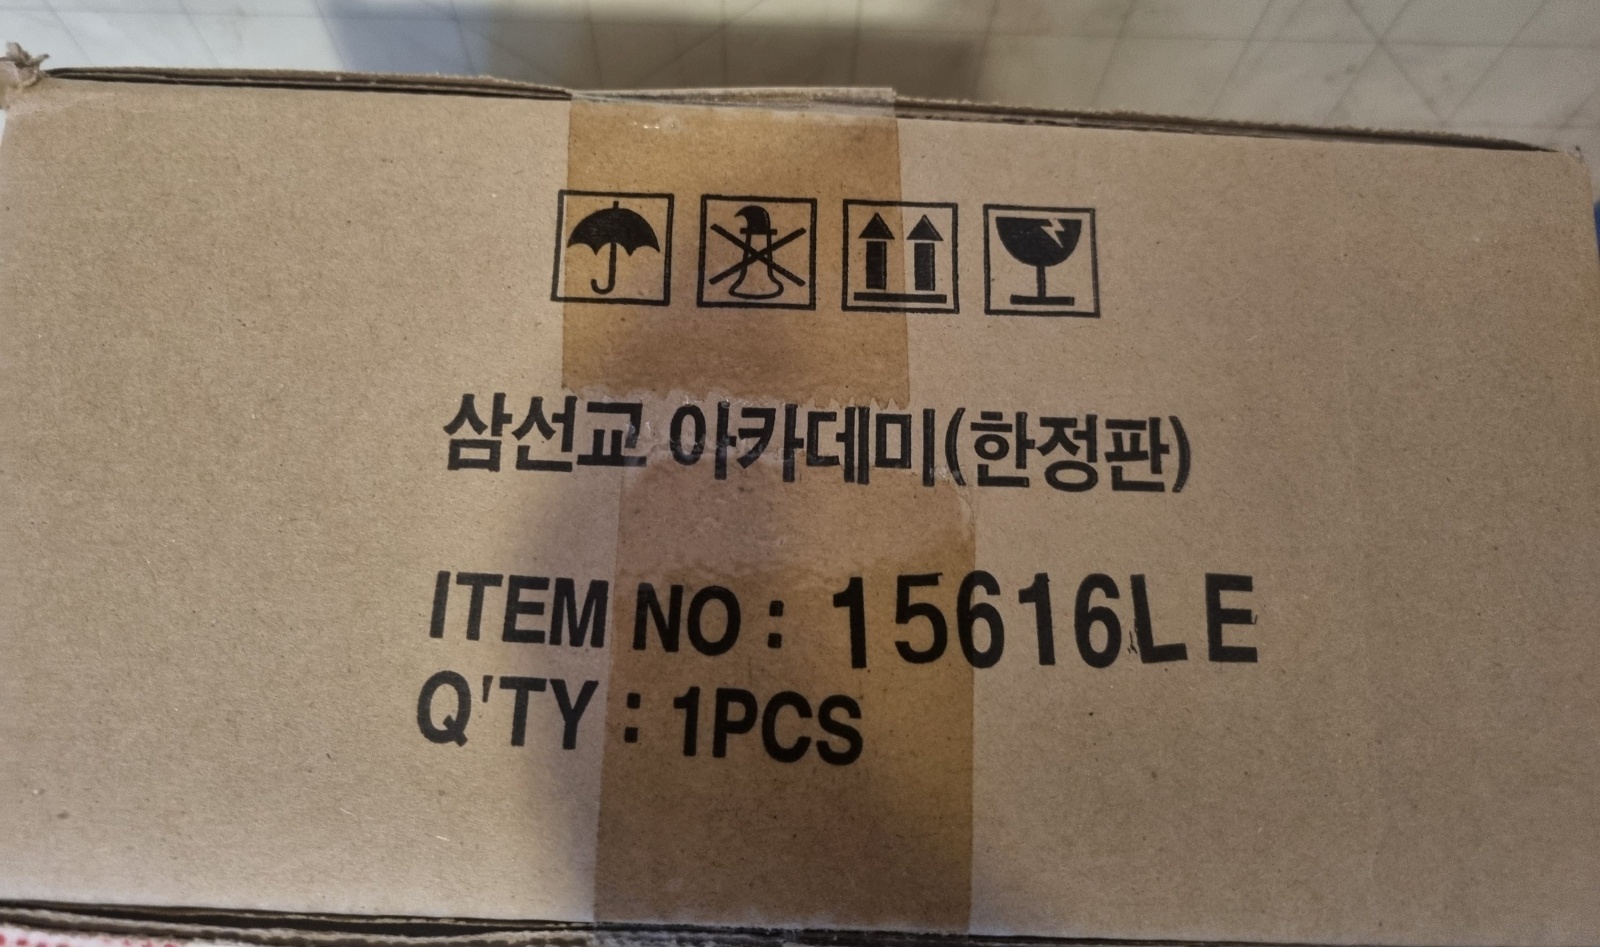 삼선교 아카데미(한정판)
ITEM NO : 15616LE
Q'TY : 1PCS